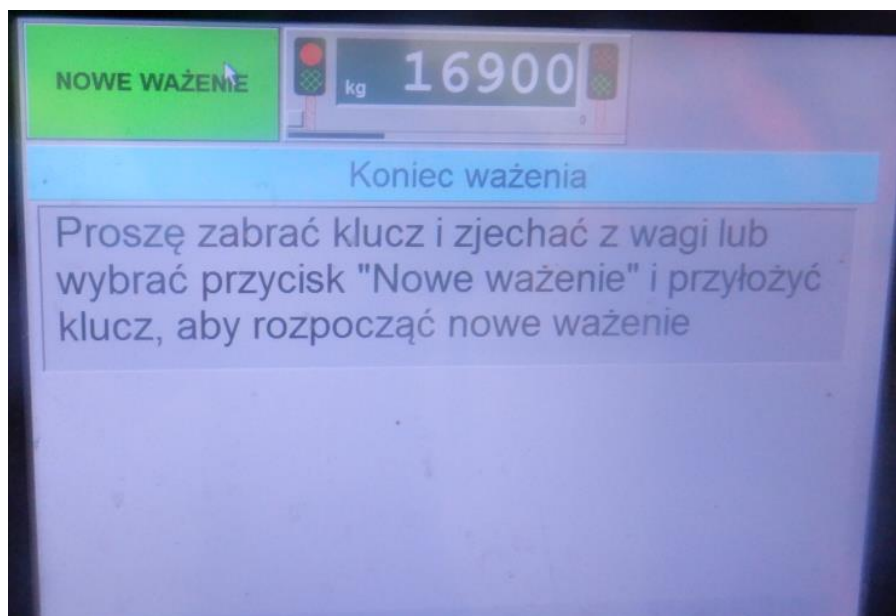 NOWE WAŻENIE
kg 16900
0
Koniec ważenia
Proszę zabrać klucz i zjechać z wagi lub
wybrać przycisk "Nowe ważenie" i przyłożyć
klucz, aby rozpocząć nowe ważenie